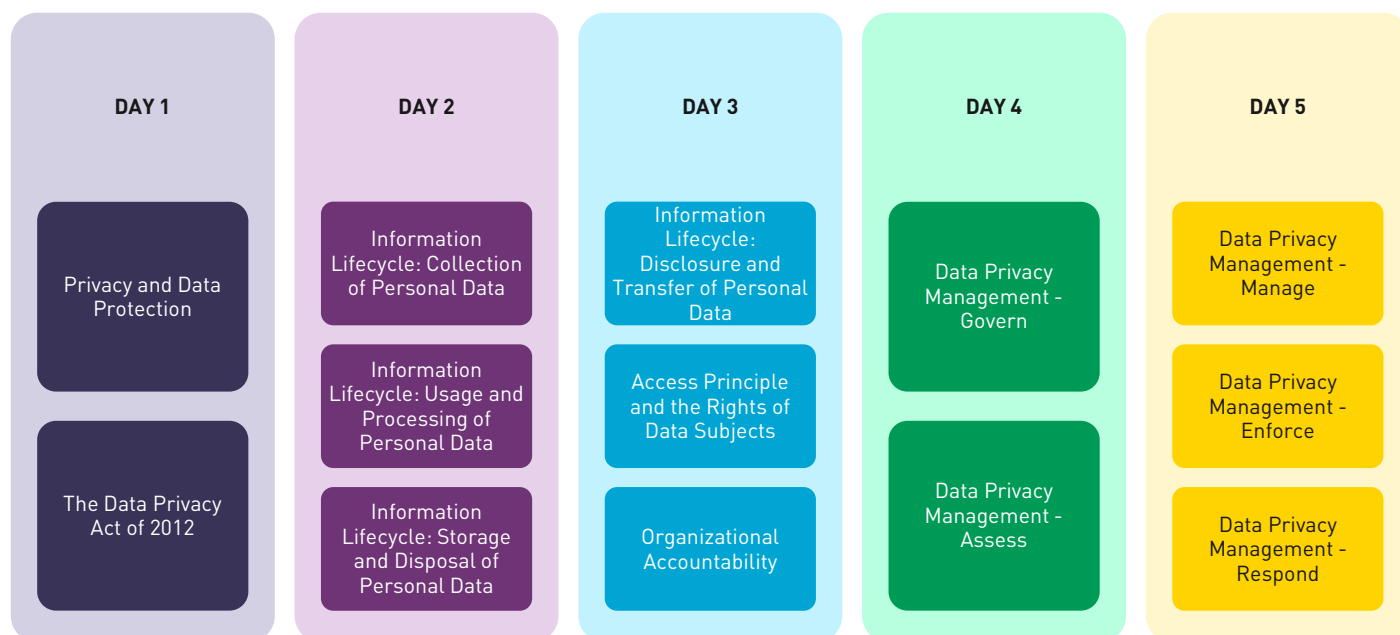 DAY 1
Privacy and Data
Protection
The Data Privacy
Act of 2012
DAY 2
Information
Lifecycle: Collection
of Personal Data
Information
Lifecycle: Usage and
Processing of
Personal Data
Information
Lifecycle: Storage
and Disposal of
Personal Data
DAY 3
Information
Lifecycle:
Disclosure and
Transfer of Personal
Data
Access Principle
and the Rights of
Data Subjects
Organizational
Accountability
DAY 4
Data Privacy
Management -
Govern
Data Privacy
Management -
Assess
DAY 5
Data Privacy
Management -
Manage
Data Privacy
Management -
Enforce
Data Privacy
Management -
Respond